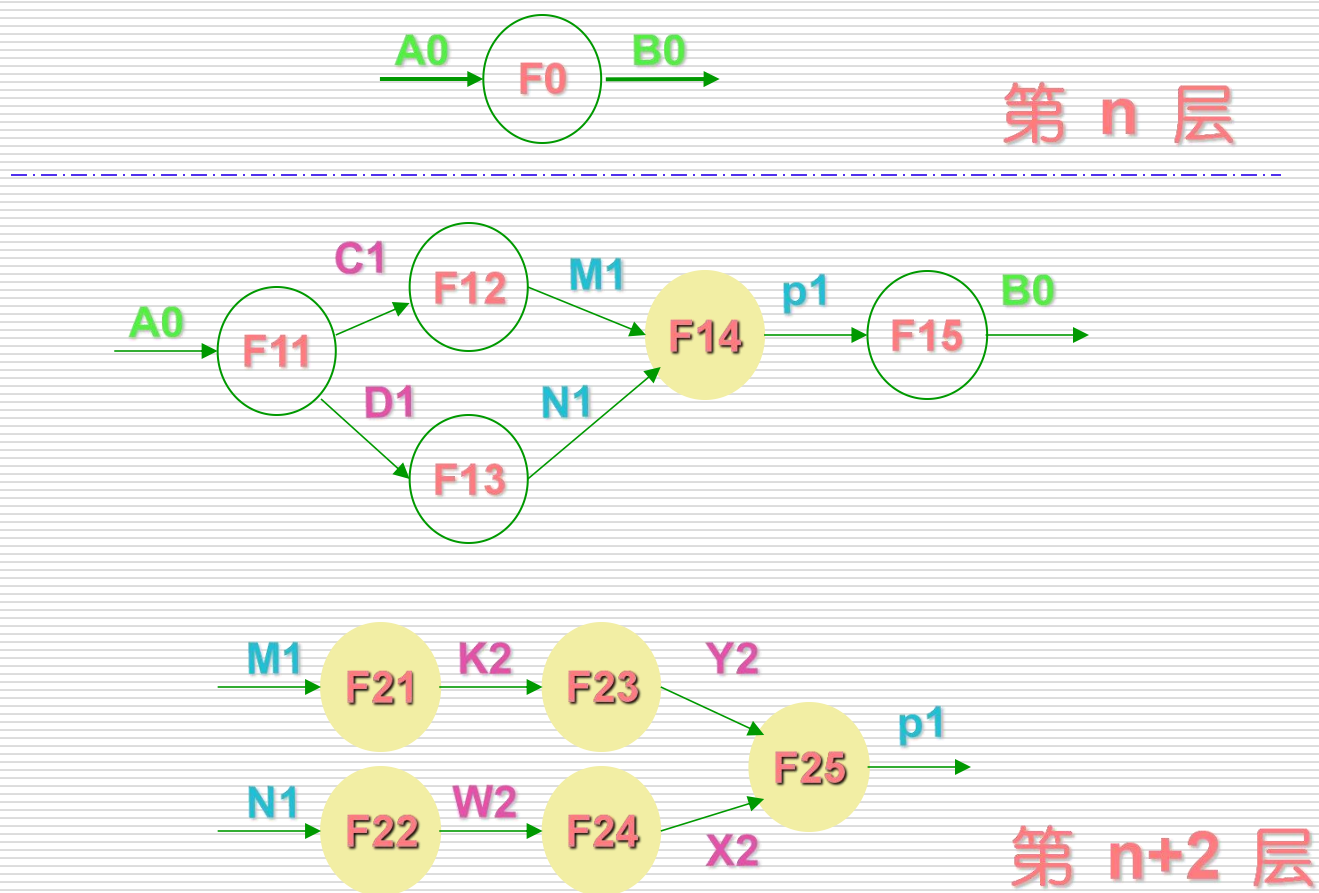 A0 F0 B0
第 n 层
C1 F12 M1
A0 F11 F14 p1 F15 B0
D1 N1
F13
M1 F21 K2 F23 Y2
F25 p1
N1 F22 W2 F24 X2
第 n+2 层